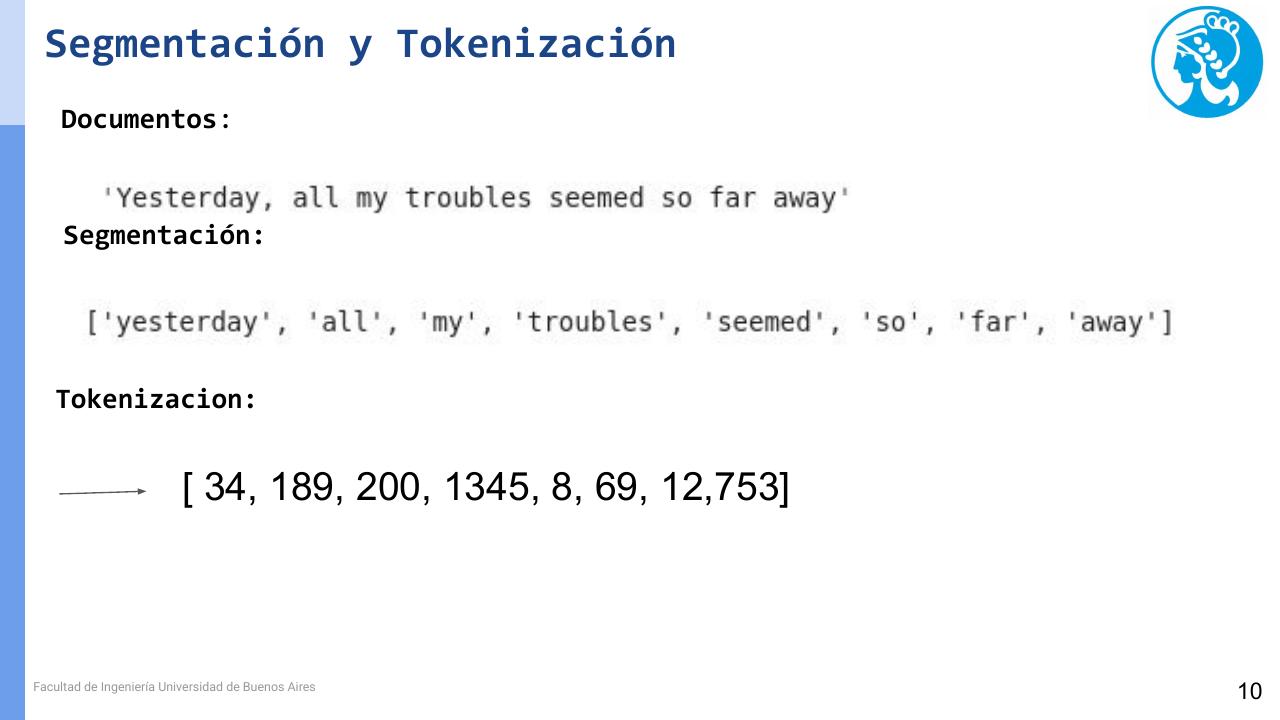 Segmentación y Tokenización
Documentos:
'Yesterday, all my troubles seemed so far away'
Segmentación:
['yesterday', 'all', 'my', 'troubles', 'seemed', 'so', 'far', 'away']
Tokenizacion:
[ 34, 189, 200, 1345, 8, 69, 12,753]
Facultad de Ingeniería Universidad de Buenos Aires
10